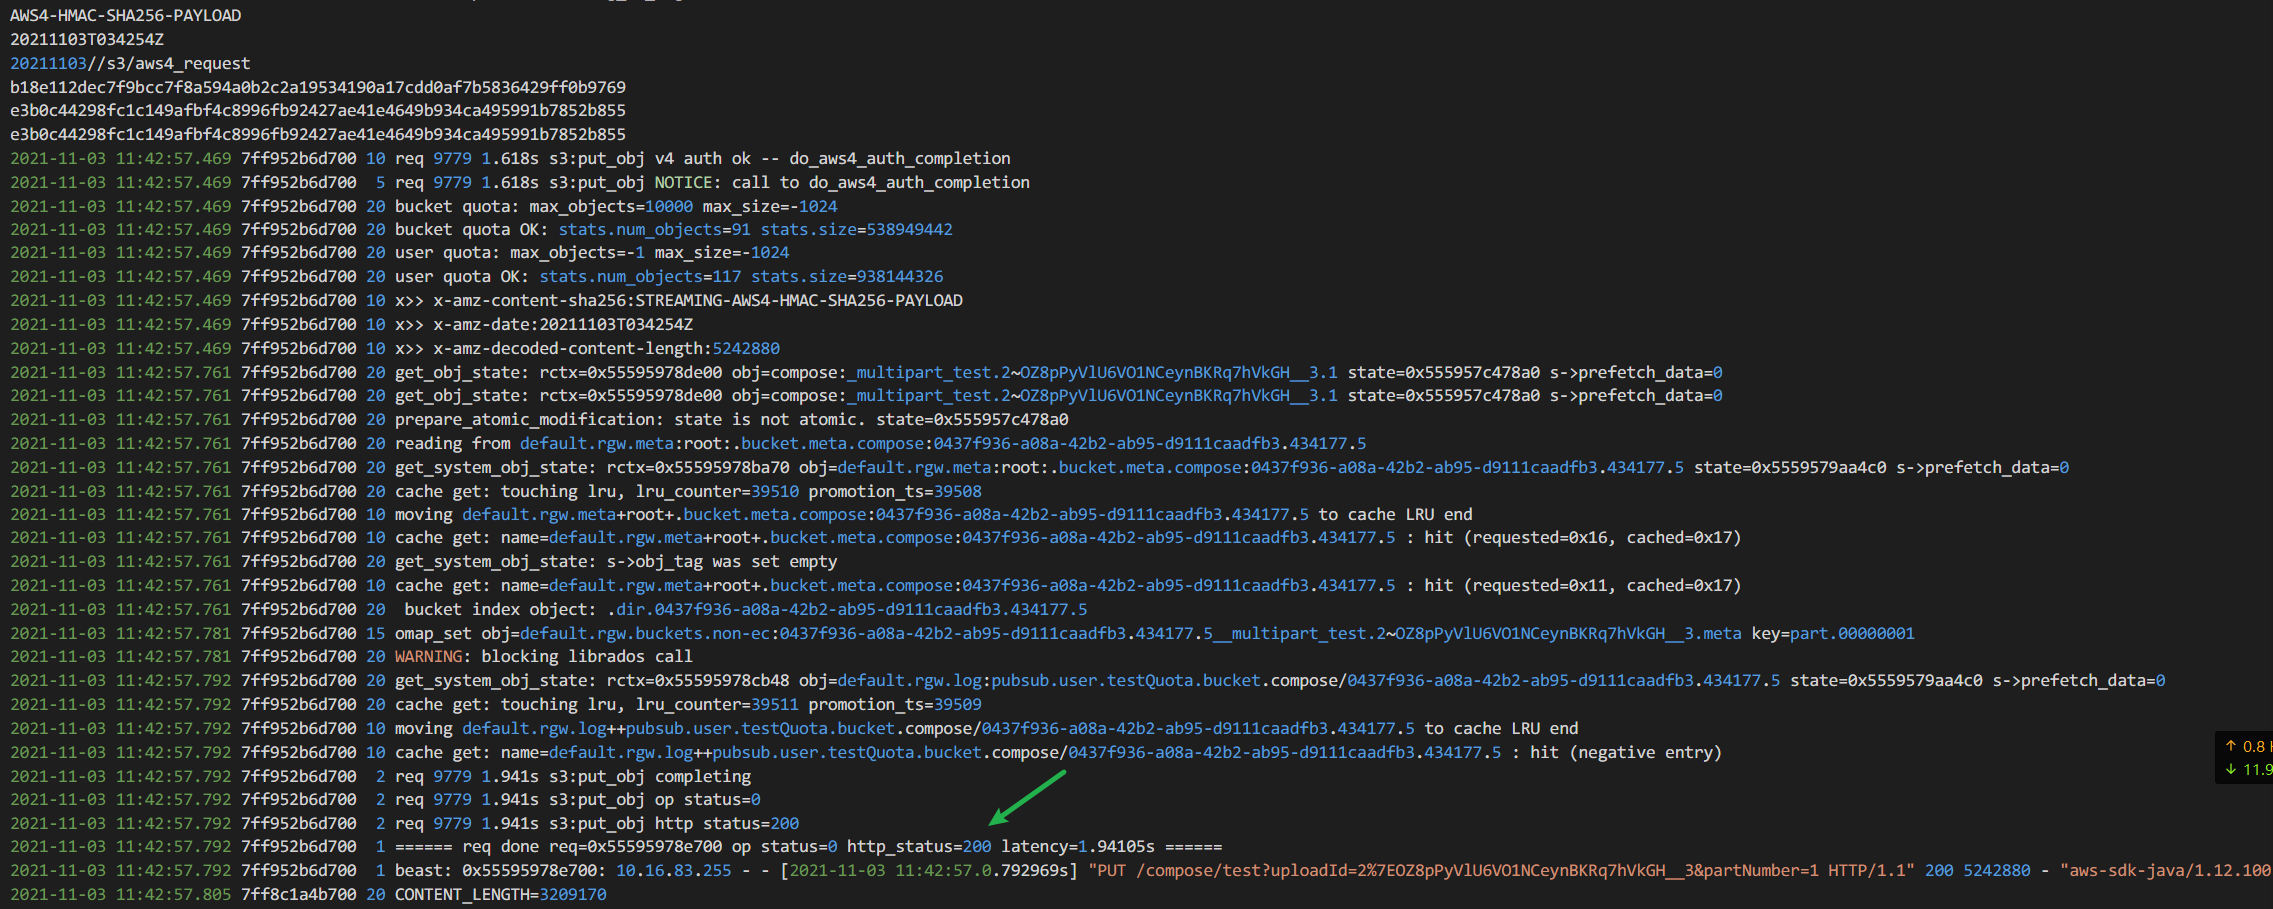 AWS4-HMAC-SHA256-PAYLOAD
20211103T034254Z
20211103//s3/aws4_request
b18e112dec7f9bcc7f8a594a0b2c2a19534190a17cdd0af7b5836429ff0b9769
e3b0c44298fc1c149afbf4c8996fb92427ae41e4649b934ca495991b7852b855
e3b0c44298fc1c149afbf4c8996fb92427ae41e4649b934ca495991b7852b855
2021-11-03 11:42:57.469 7ff952b6d700 10 req 9779 1.618s s3:put_obj v4 auth ok -- do_aws4_auth_completion
2021-11-03 11:42:57.469 7ff952b6d700  5 req 9779 1.618s s3:put_obj NOTICE: call to do_aws4_auth_completion
2021-11-03 11:42:57.469 7ff952b6d700 20 bucket quota: max_objects=10000 max_size=-1024
2021-11-03 11:42:57.469 7ff952b6d700 20 bucket quota OK: stats.num_objects=91 stats.size=538949442
2021-11-03 11:42:57.469 7ff952b6d700 20 user quota: max_objects=-1 max_size=-1024
2021-11-03 11:42:57.469 7ff952b6d700 20 user quota OK: stats.num_objects=117 stats.size=938144326
2021-11-03 11:42:57.469 7ff952b6d700 10 x>> x-amz-content-sha256:STREAMING-AWS4-HMAC-SHA256-PAYLOAD
2021-11-03 11:42:57.469 7ff952b6d700 10 x>> x-amz-date:20211103T034254Z
2021-11-03 11:42:57.469 7ff952b6d700 10 x>> x-amz-decoded-content-length:5242880
2021-11-03 11:42:57.761 7ff952b6d700 20 get_obj_state: rctx=0x55595978de00 obj=compose:_multipart_test.2~OZ8pPyVlU6VO1NCeynBKRq7hVkGH__3.1 state=0x555957c478a0 s->prefetch_data=0
2021-11-03 11:42:57.761 7ff952b6d700 20 get_obj_state: rctx=0x55595978de00 obj=compose:_multipart_test.2~OZ8pPyVlU6VO1NCeynBKRq7hVkGH__3.1 state=0x555957c478a0 s->prefetch_data=0
2021-11-03 11:42:57.761 7ff952b6d700 20 prepare_atomic_modification: state is not atomic. state=0x555957c478a0
2021-11-03 11:42:57.761 7ff952b6d700 20 reading from default.rgw.meta:root:.bucket.meta.compose:0437f936-a08a-42b2-ab95-d9111caadfb3.434177.5
2021-11-03 11:42:57.761 7ff952b6d700 20 get_system_obj_state: rctx=0x55595978ba70 obj=default.rgw.meta:root:.bucket.meta.compose:0437f936-a08a-42b2-ab95-d9111caadfb3.434177.5 state=0x5559579aa4c0 s->prefetch_data=0
2021-11-03 11:42:57.761 7ff952b6d700 20 cache get: touching lru, lru_counter=39510 promotion_ts=39508
2021-11-03 11:42:57.761 7ff952b6d700 10 moving default.rgw.meta+root+.bucket.meta.compose:0437f936-a08a-42b2-ab95-d9111caadfb3.434177.5 to cache LRU end
2021-11-03 11:42:57.761 7ff952b6d700 10 cache get: name=default.rgw.meta+root+.bucket.meta.compose:0437f936-a08a-42b2-ab95-d9111caadfb3.434177.5 : hit (requested=0x16, cached=0x17)
2021-11-03 11:42:57.761 7ff952b6d700 20 get_system_obj_state: s->obj_tag was set empty
2021-11-03 11:42:57.761 7ff952b6d700 10 cache get: name=default.rgw.meta+root+.bucket.meta.compose:0437f936-a08a-42b2-ab95-d9111caadfb3.434177.5 : hit (requested=0x11, cached=0x17)
2021-11-03 11:42:57.761 7ff952b6d700 20  bucket index object: .dir.0437f936-a08a-42b2-ab95-d9111caadfb3.434177.5
2021-11-03 11:42:57.781 7ff952b6d700 15 omap_set obj=default.rgw.buckets.non-ec:0437f936-a08a-42b2-ab95-d9111caadfb3.434177.5__multipart_test.2~OZ8pPyVlU6VO1NCeynBKRq7hVkGH__3.meta key=part.00000001
2021-11-03 11:42:57.781 7ff952b6d700 20 WARNING: blocking librados call
2021-11-03 11:42:57.792 7ff952b6d700 20 get_system_obj_state: rctx=0x55595978cb48 obj=default.rgw.log:pubsub.user.testQuota.bucket.compose/0437f936-a08a-42b2-ab95-d9111caadfb3.434177.5 state=0x5559579aa4c0 s->prefetch_data=0
2021-11-03 11:42:57.792 7ff952b6d700 20 cache get: touching lru, lru_counter=39511 promotion_ts=39509
2021-11-03 11:42:57.792 7ff952b6d700 10 moving default.rgw.log++pubsub.user.testQuota.bucket.compose/0437f936-a08a-42b2-ab95-d9111caadfb3.434177.5 to cache LRU end
2021-11-03 11:42:57.792 7ff952b6d700 10 cache get: name=default.rgw.log++pubsub.user.testQuota.bucket.compose/0437f936-a08a-42b2-ab95-d9111caadfb3.434177.5 : hit (negative entry)
2021-11-03 11:42:57.792 7ff952b6d700  2 req 9779 1.941s s3:put_obj completing
2021-11-03 11:42:57.792 7ff952b6d700  2 req 9779 1.941s s3:put_obj op status=0
2021-11-03 11:42:57.792 7ff952b6d700  2 req 9779 1.941s s3:put_obj http status=200
2021-11-03 11:42:57.792 7ff952b6d700  1 ====== req done req=0x55595978e700 op status=0 http_status=200 latency=1.94105s ======
2021-11-03 11:42:57.792 7ff952b6d700  1 beast: 0x55595978e700: 10.16.83.255 - - [2021-11-03 11:42:57.0.792969s] "PUT /compose/test?uploadId=2%7EOZ8pPyVlU6VO1NCeynBKRq7hVkGH__3&partNumber=1 HTTP/1.1" 200 5242880 - "aws-sdk-java/1.12.100
2021-11-03 11:42:57.805 7ff8c1a4b700 20 CONTENT_LENGTH=3209170
↑ 0.8
↓ 11.9